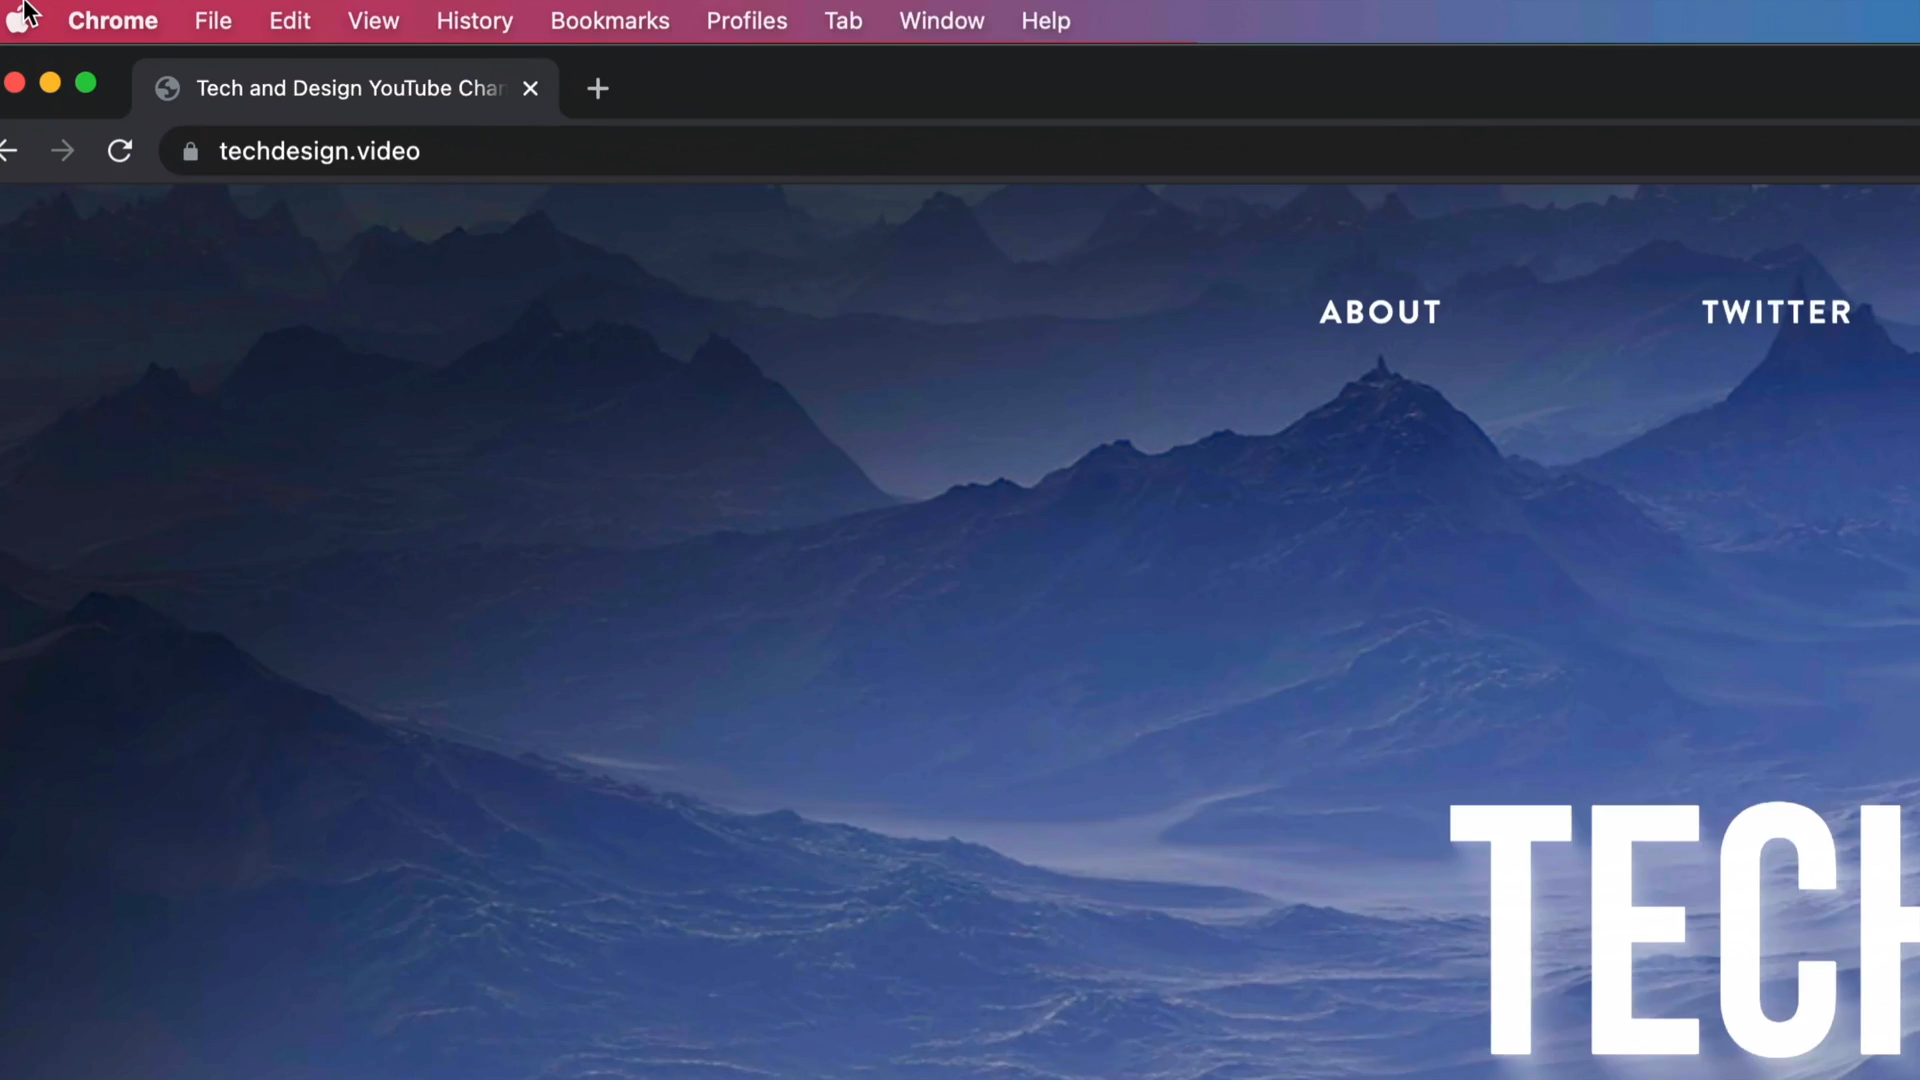 Chrome File Edit View History Bookmarks Profiles Tab Window Help
Tech and Design YouTube Chan
techdesign.video
ABOUT TWITTER
TECH